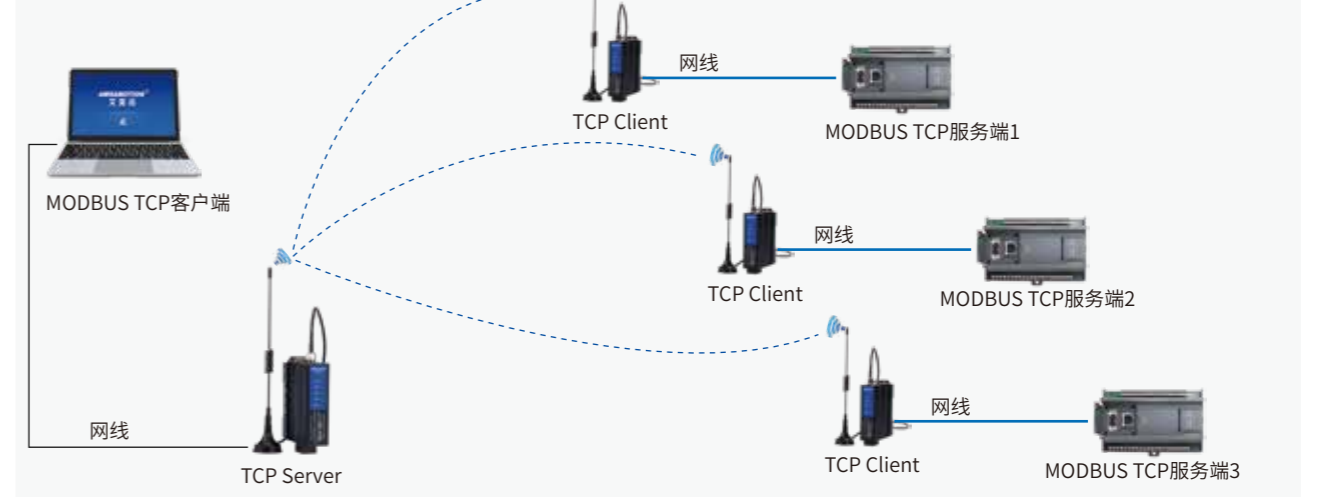 网线
TCP Client
MODBUS TCP服务端1
MODBUS TCP客户端
网线
TCP Client
MODBUS TCP服务端2
网线
TCP Client
MODBUS TCP服务端3
网线
TCP Server